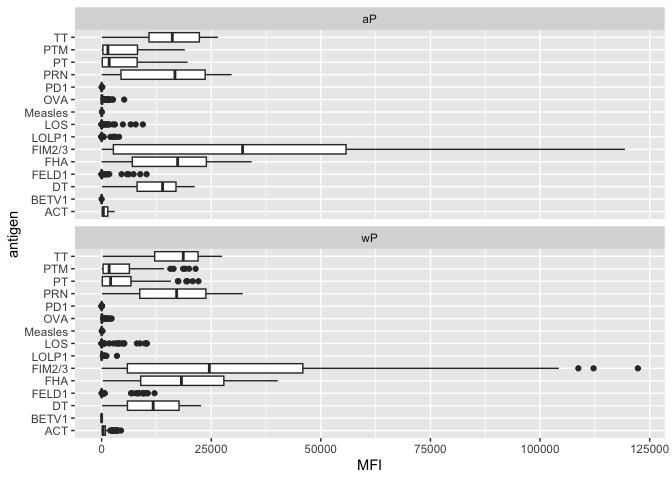 aP
TT
PTM
PT
PRN
PD1
OVA
Measles
LOS
LOLP1
FIM2/3
FHA
FELD1
DT
BETV1
ACT
antigen
wP
TT
PTM
PT
PRN
PD1
OVA
Measles
LOS
LOLP1
FIM2/3
FHA
FELD1
DT
BETV1
ACT
0 25000 50000 75000 100000 125000
MFI